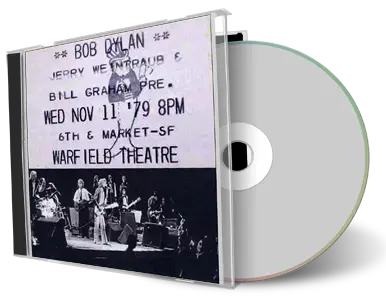 ** BOB DYLAN **
JERRY WEINTRAUB &
BILL GRAHAM PRE.
WED NOV 11 '79 8PM
6TH & MARKET-SF
WARFIELD THEATRE